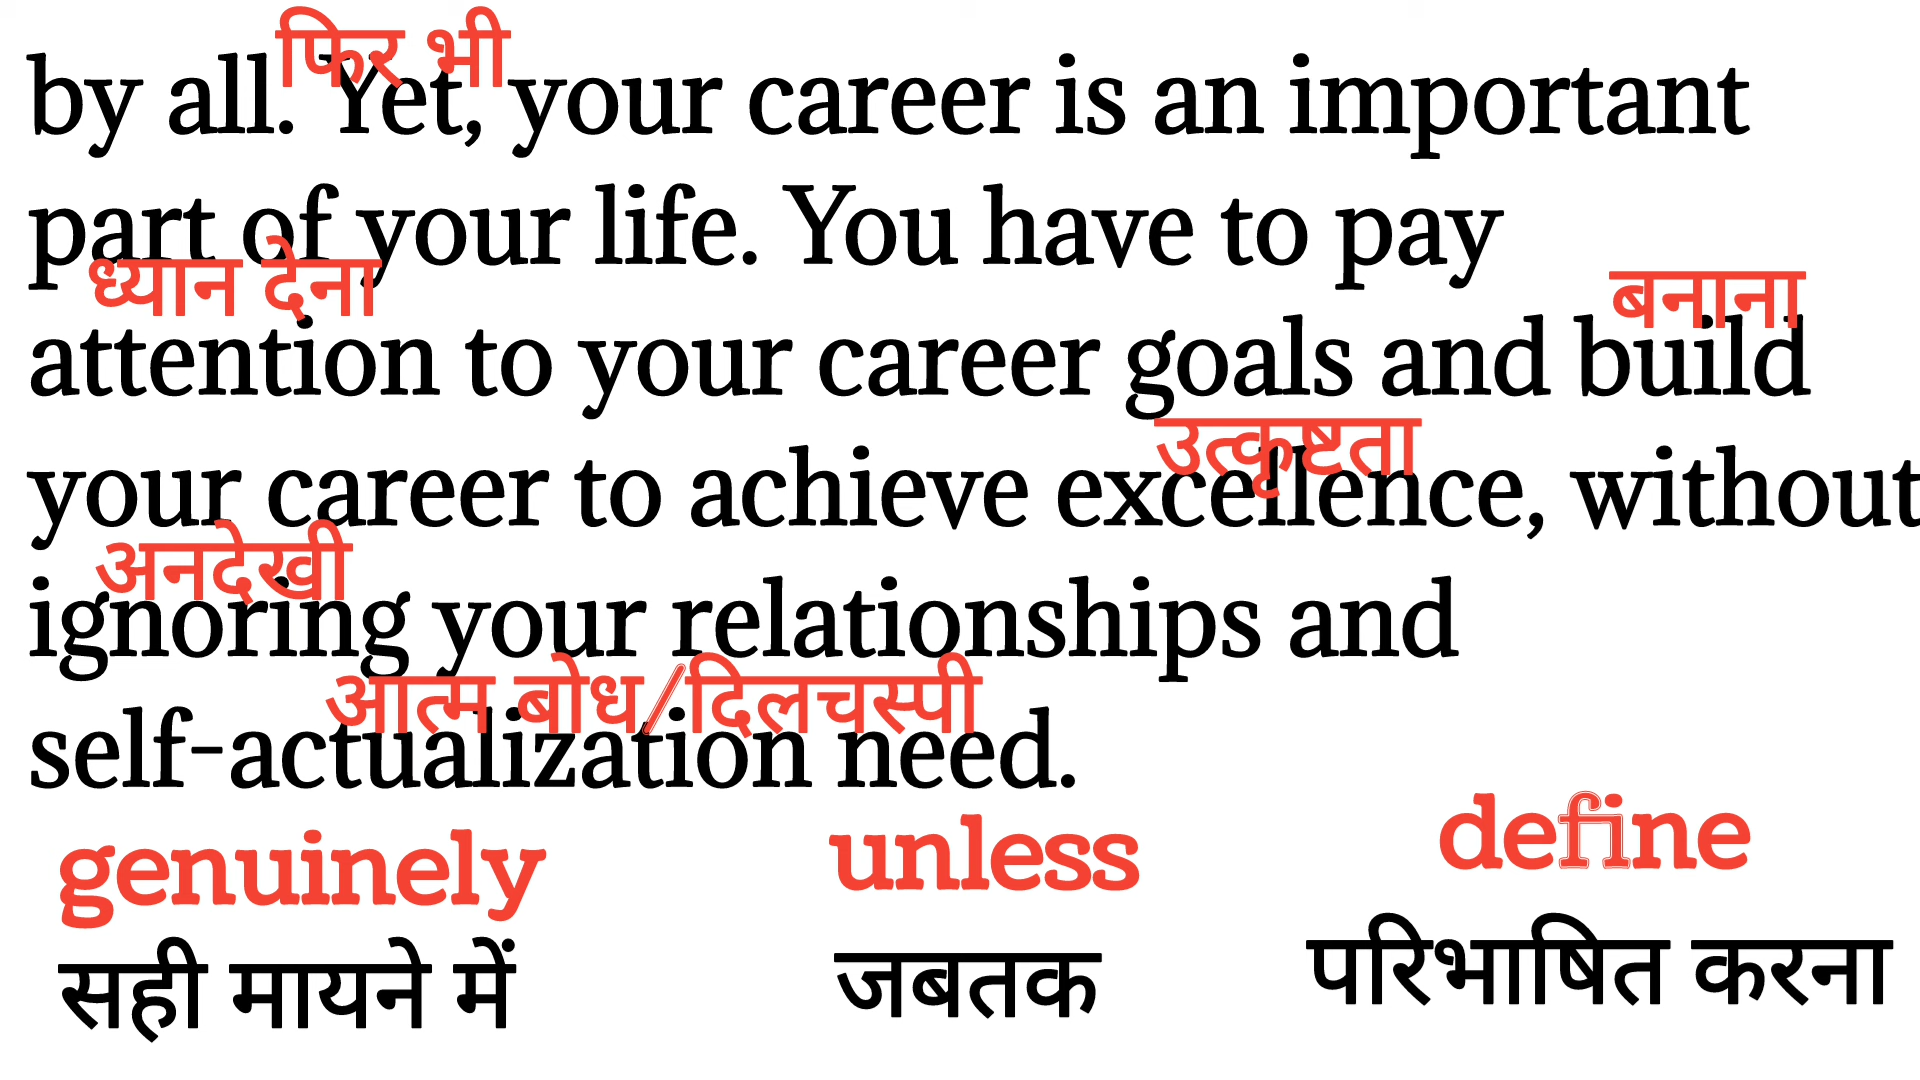 फिर भी
by all. Yet, your career is an important
part of your life. You have to pay
ध्यान देना बनाना
attention to your career goals and build
उत्कृष्टता
your career to achieve excellence, without
अनदेखी
ignoring your relationships and
आत्म बोध/दिलचस्पी
self-actualization need.
genuinely unless define
सही मायने में जबतक परिभाषित करना